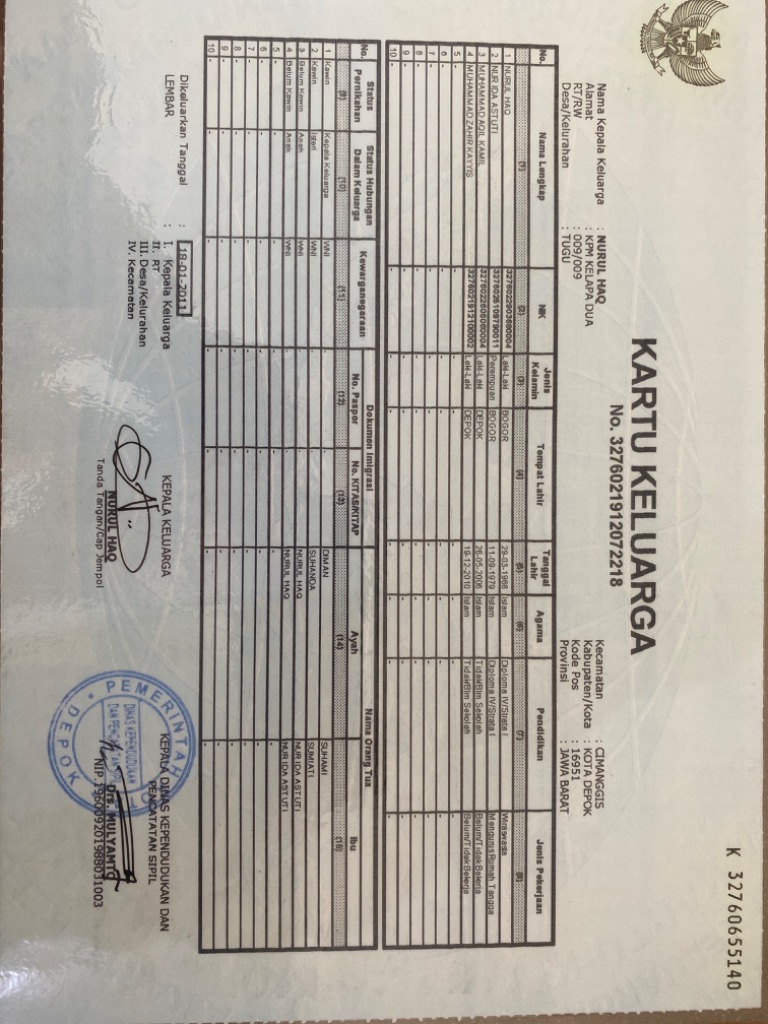 K 32760655140
KARTU KELUARGA
No. 3276021912072218
Nama Kepala Keluarga : NURUL HAQ
Alamat : KPM KELAPA DUA
RT/RW : 009/009
Desa/Kelurahan : TUGU
Kecamatan : CIMANGGIS
Kabupaten/Kota : KOTA DEPOK
Kode Pos : 16951
Provinsi : JAWA BARAT
No. Nama Lengkap NIK Jenis Kelamin Tempat Lahir Tanggal Lahir Agama Pendidikan Jenis Pekerjaan
(1) (2) (3) (4) (5) (6) (7) (8)
1 NURUL HAQ 3276022903680004 Laki-Laki BOGOR 29-03-1968 Islam Diploma IV/Strata I Wiraswasta
2 NUR IDA ASTUTI 3276025109790011 Perempuan BOGOR 11-09-1979 Islam Diploma IV/Strata I Mengurus Rumah Tangga
3 MUHAMMAD AQIL KAMIL 3276022605060004 Laki-Laki DEPOK 26-05-2006 Islam Tidak/Blm Sekolah Belum/Tidak Bekerja
4 MUHAMMAD ZAHIR KAYYIS 3276021912100002 Laki-Laki DEPOK 19-12-2010 Islam Tidak/Blm Sekolah Belum/Tidak Bekerja
5 - - - - - - - -
6 - - - - - - - -
7 - - - - - - - -
8 - - - - - - - -
9 - - - - - - - -
10 - - - - - - - -
No. Status Pernikahan Status Hubungan Dalam Keluarga Kewarganegaraan Dokumen Imigrasi Nama Orang Tua
No. Paspor No. KITAS/KITAP Ayah Ibu
(9) (10) (11) (12) (13) (14) (15)
1 Kawin Kepala Keluarga WNI - - DIMAN SUHAMI
2 Kawin Isteri WNI - - SUHANDA SUMIATI
3 Belum Kawin Anak WNI - - NURUL HAQ NUR IDA ASTUTI
4 Belum Kawin Anak WNI - - NURUL HAQ NUR IDA ASTUTI
5 - - - - - - -
6 - - - - - - -
7 - - - - - - -
8 - - - - - - -
9 - - - - - - -
10 - - - - - - -
Dikeluarkan Tanggal : 18-01-2011
LEMBAR : I. Kepala Keluarga
II. RT
III. Desa/Kelurahan
IV. Kecamatan
KEPALA KELUARGA
NURUL HAQ
Tanda Tangan/Cap Jempol
KEPALA DINAS KEPENDUDUKAN DAN
PENCATATAN SIPIL
PEMERINTAH
DINAS KEPENDUDUKAN
DEPOK
Drs. MULYAMTO
NIP.196009201988031003